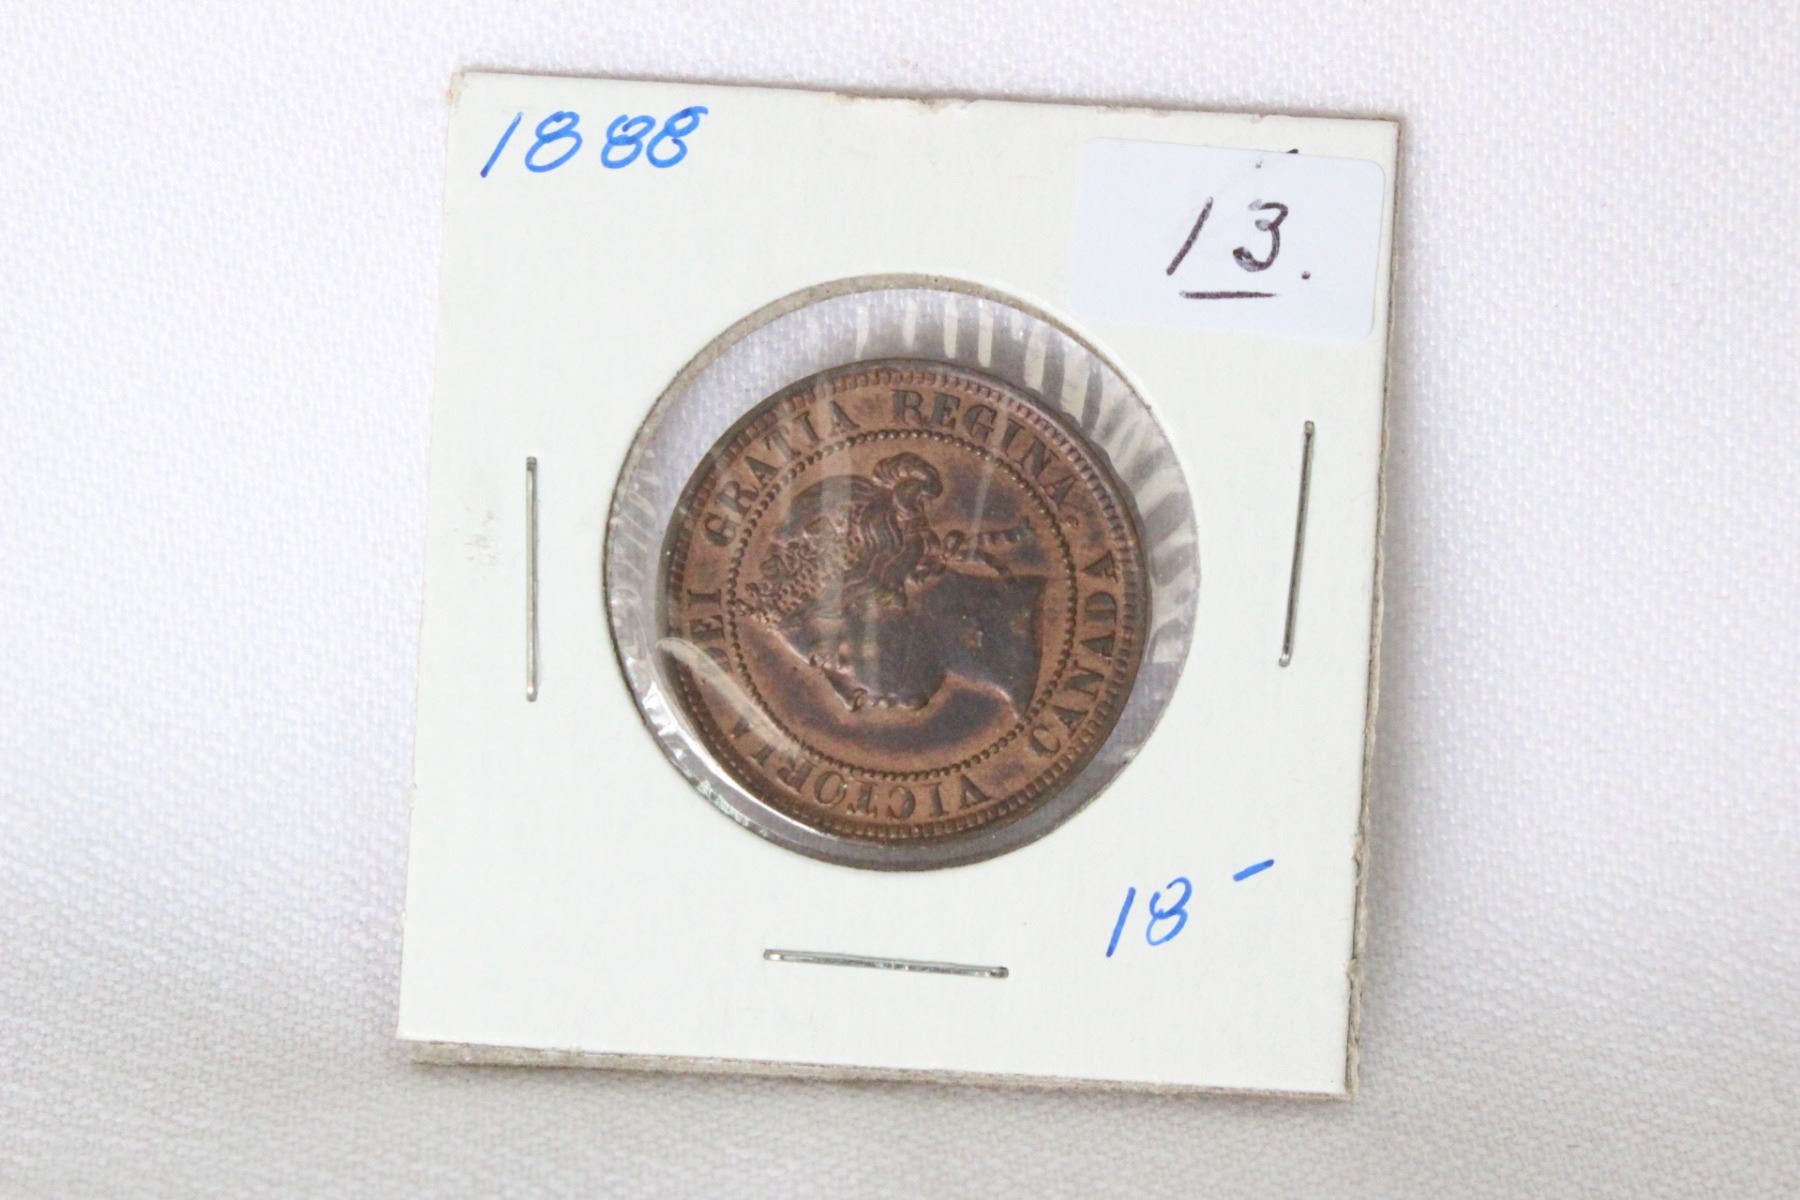 1888
13.
VICTORIA DEI GRATIA REGINA. CANADA
18-